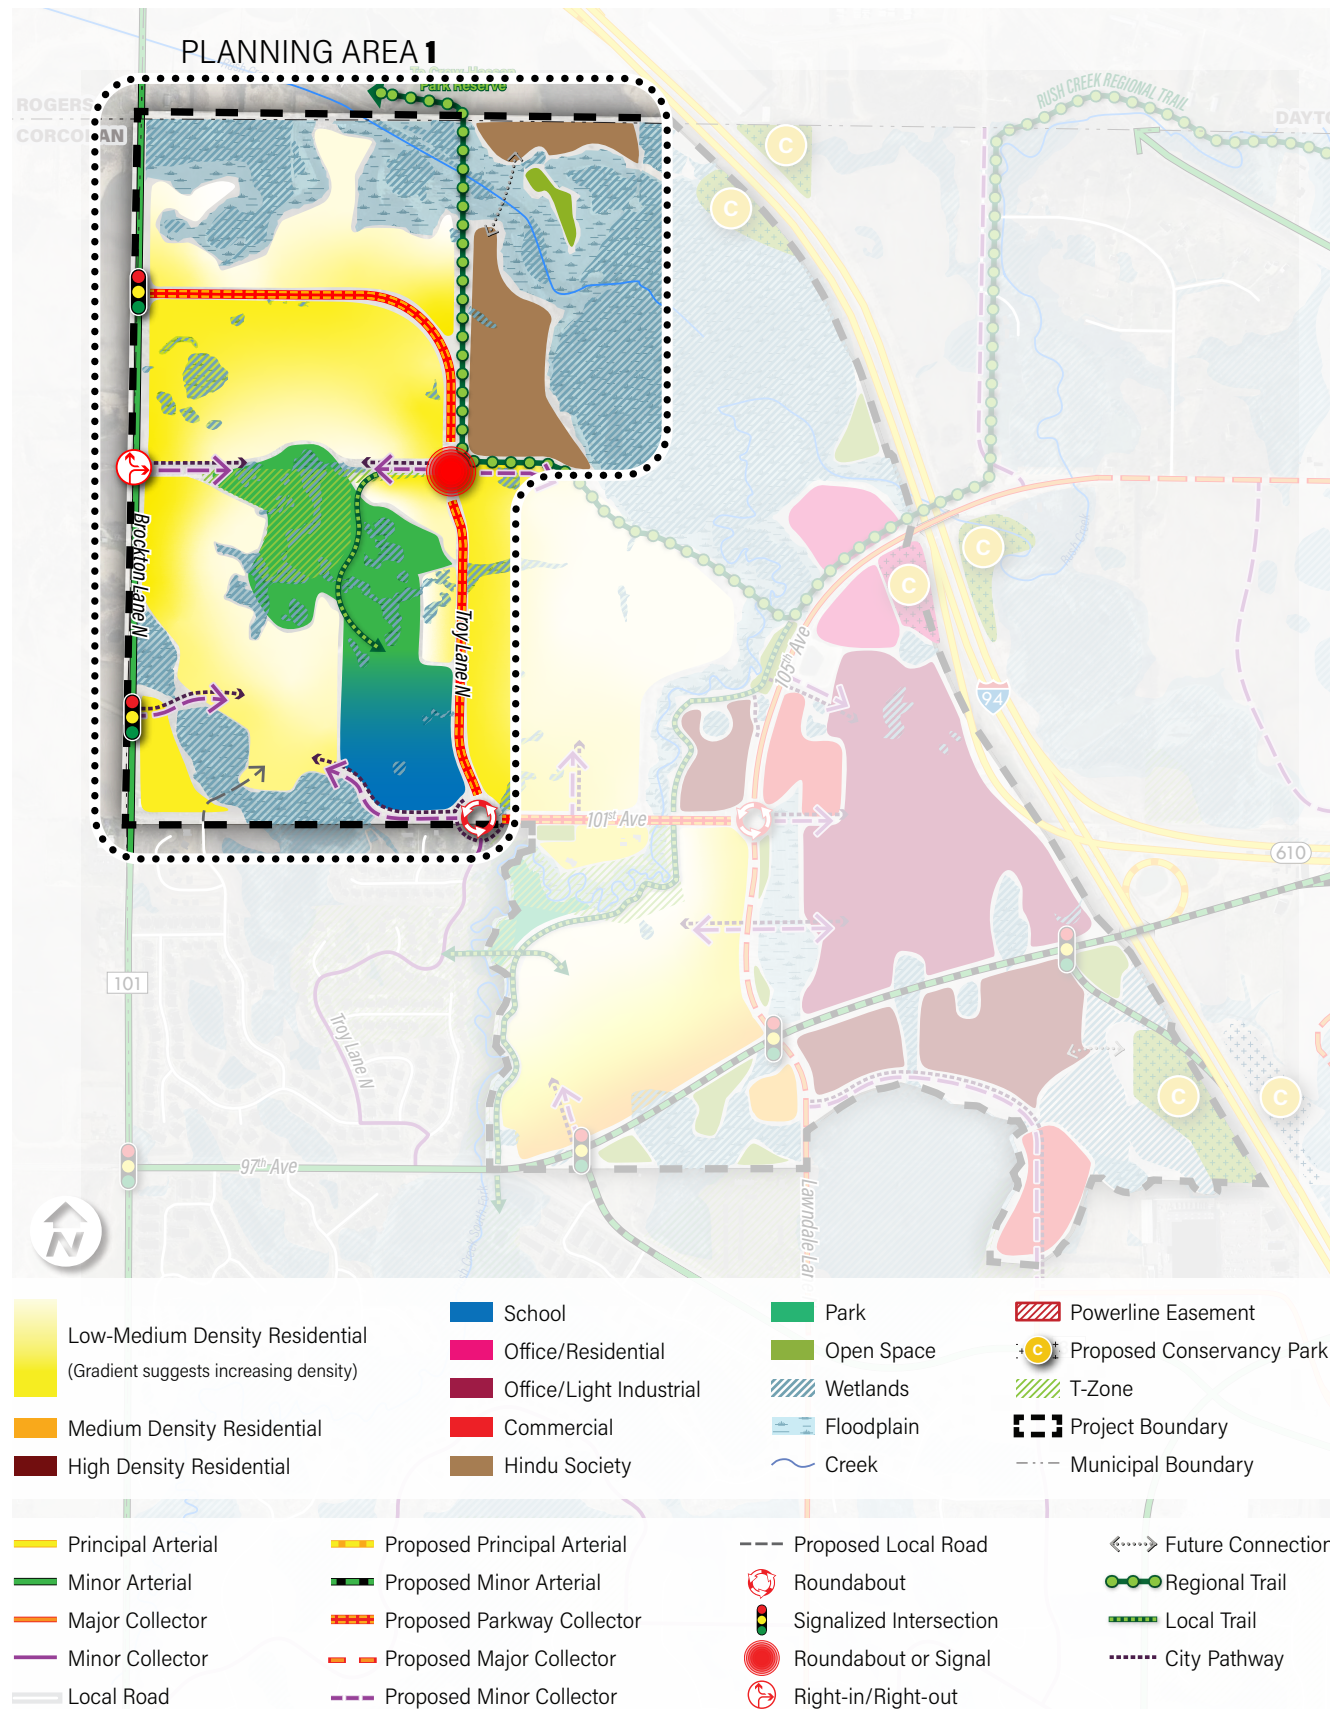 PLANNING AREA 1
Park Reserve
ROGERS
CORCORAN
RUSH CREEK REGIONAL TRAIL
DAYTO
C
C
Brockton Lane N
Troy Lane N
C
C
105th Ave
94
101st Ave
610
101
Troy Lane N
C
C
97th Ave
Lawndale Lan
N
Low-Medium Density Residential
(Gradient suggests increasing density)
Medium Density Residential
High Density Residential
School
Office/Residential
Office/Light Industrial
Commercial
Hindu Society
Park
Open Space
Wetlands
Floodplain
Creek
Powerline Easement
C Proposed Conservancy Park
T-Zone
Project Boundary
Municipal Boundary
Principal Arterial
Minor Arterial
Major Collector
Minor Collector
Local Road
Proposed Principal Arterial
Proposed Minor Arterial
Proposed Parkway Collector
Proposed Major Collector
Proposed Minor Collector
Proposed Local Road
Roundabout
Signalized Intersection
Roundabout or Signal
Right-in/Right-out
Future Connection
Regional Trail
Local Trail
City Pathway